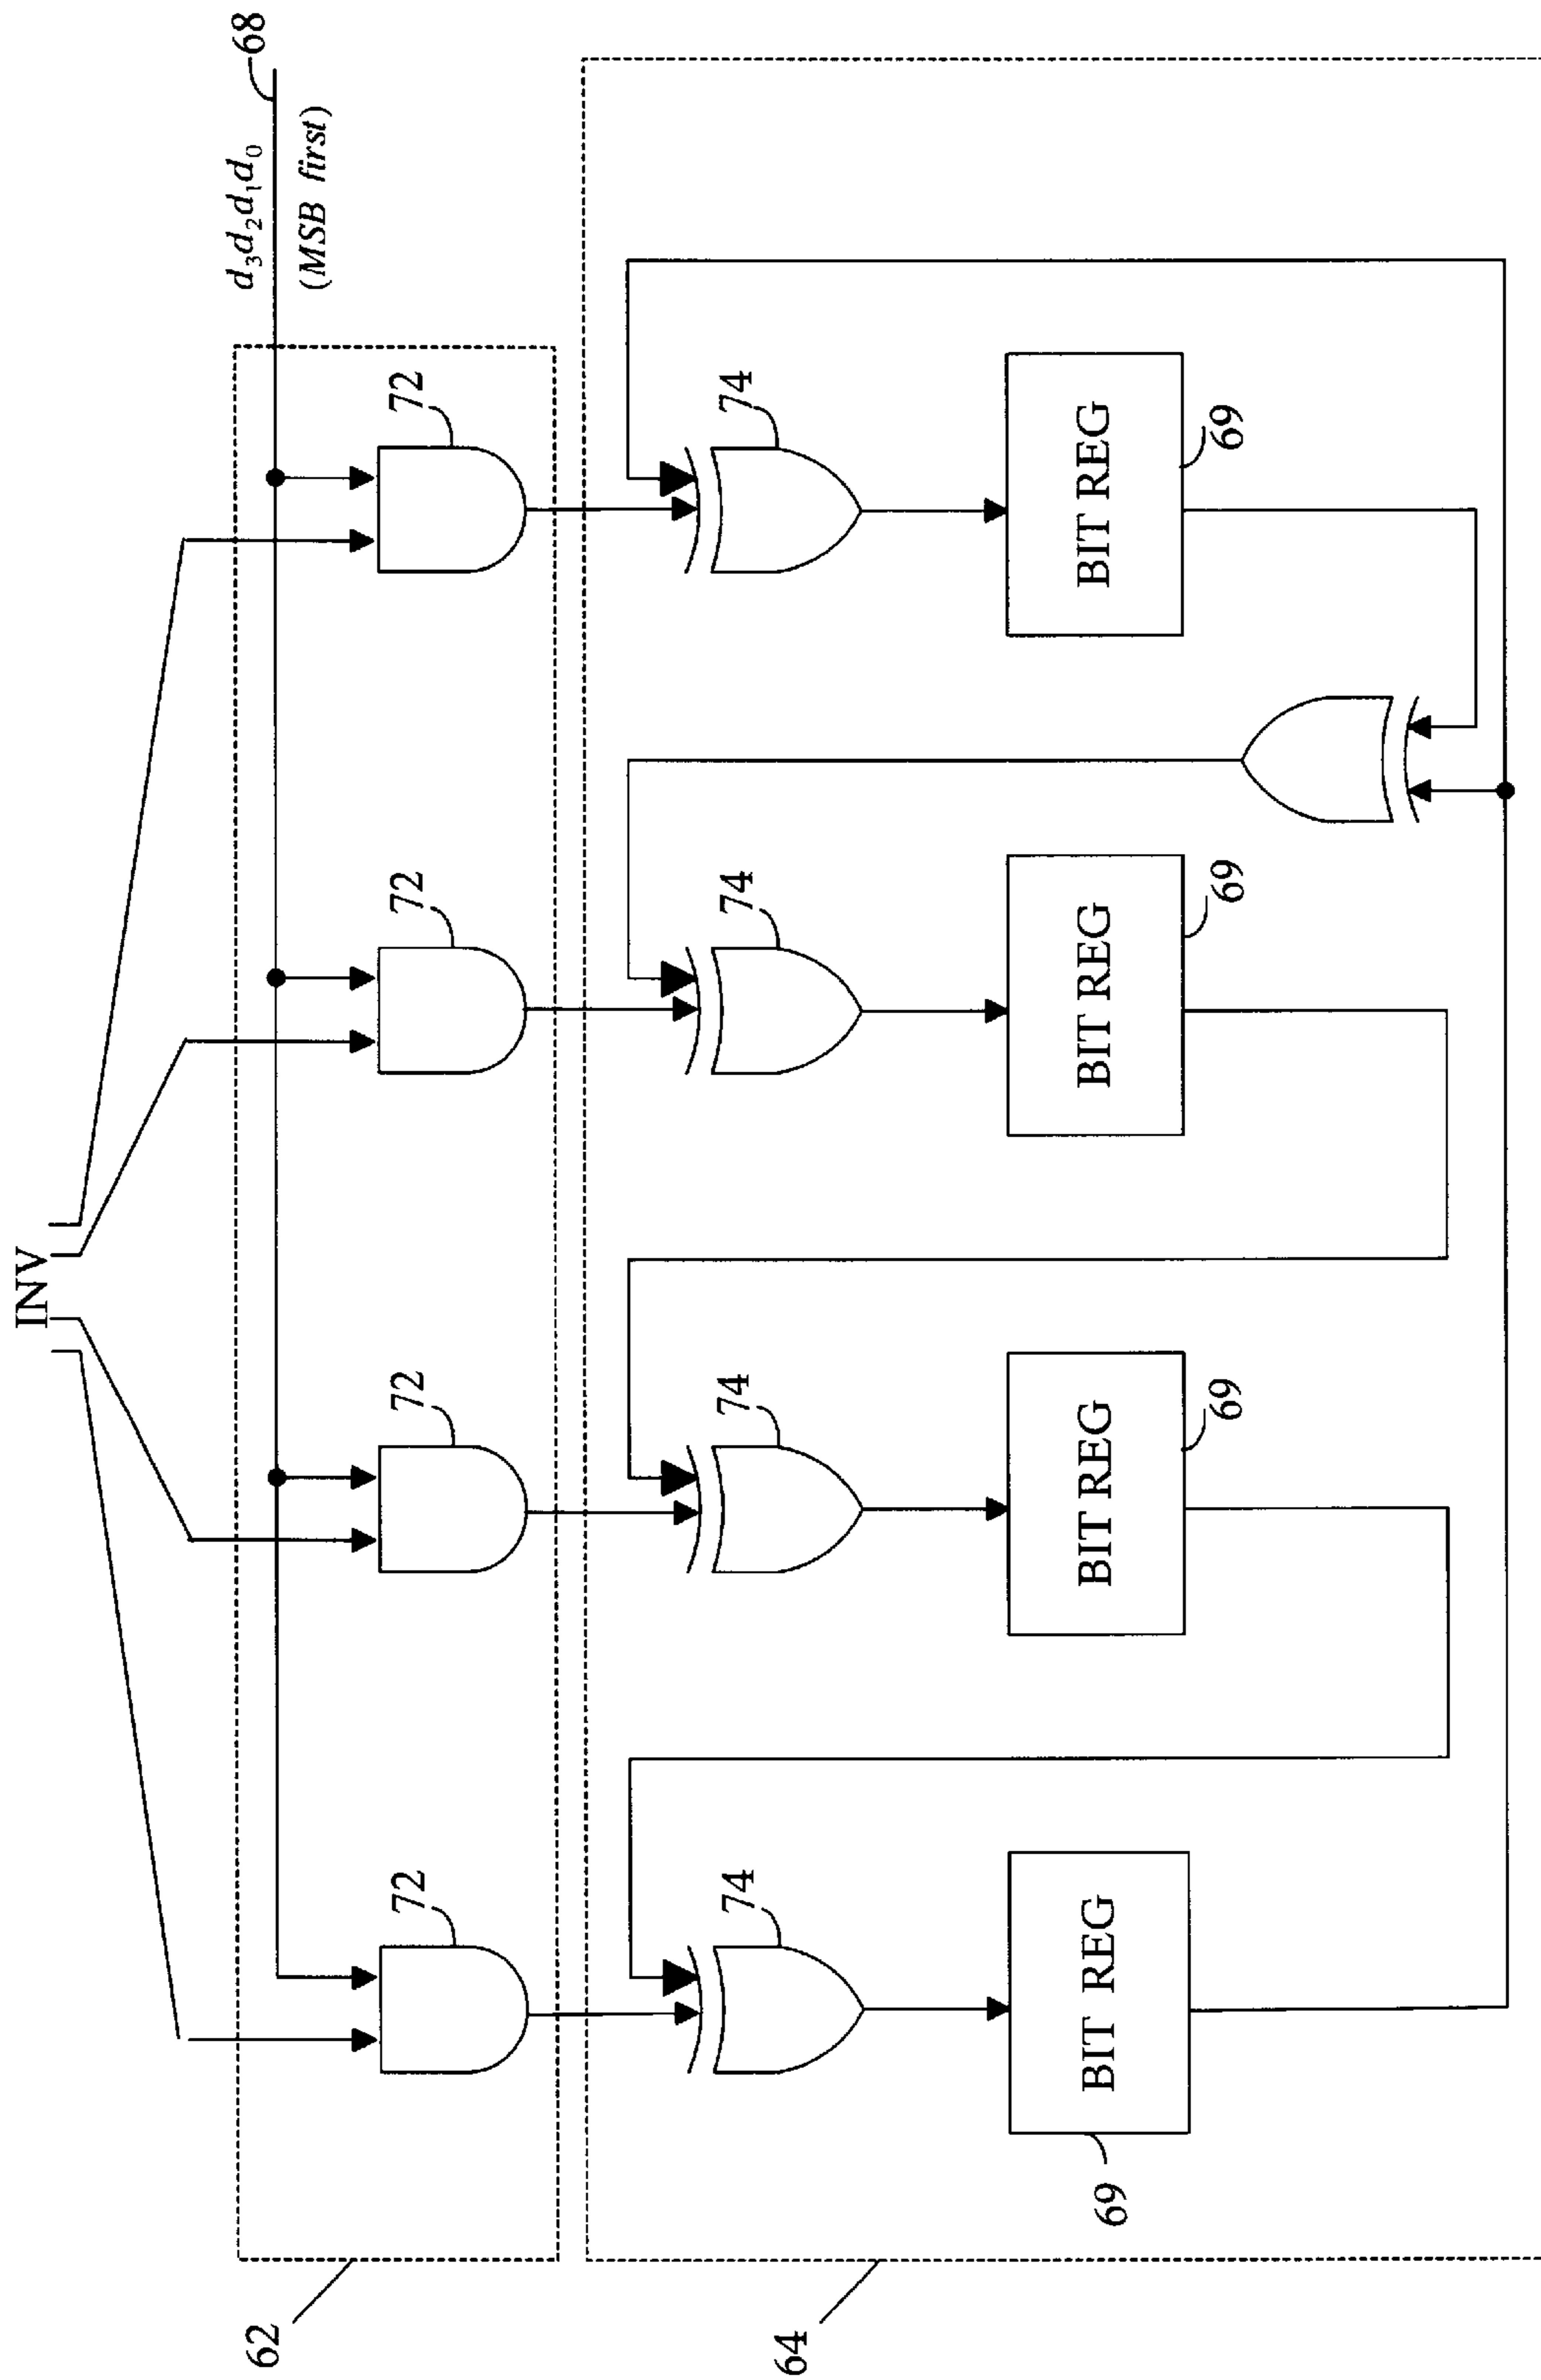 INV
68
d₃d₂d₁d₀
(MSB first)
62
72
72
72
72
64
74
74
74
74
BIT REG
BIT REG
BIT REG
BIT REG
69
69
69
69